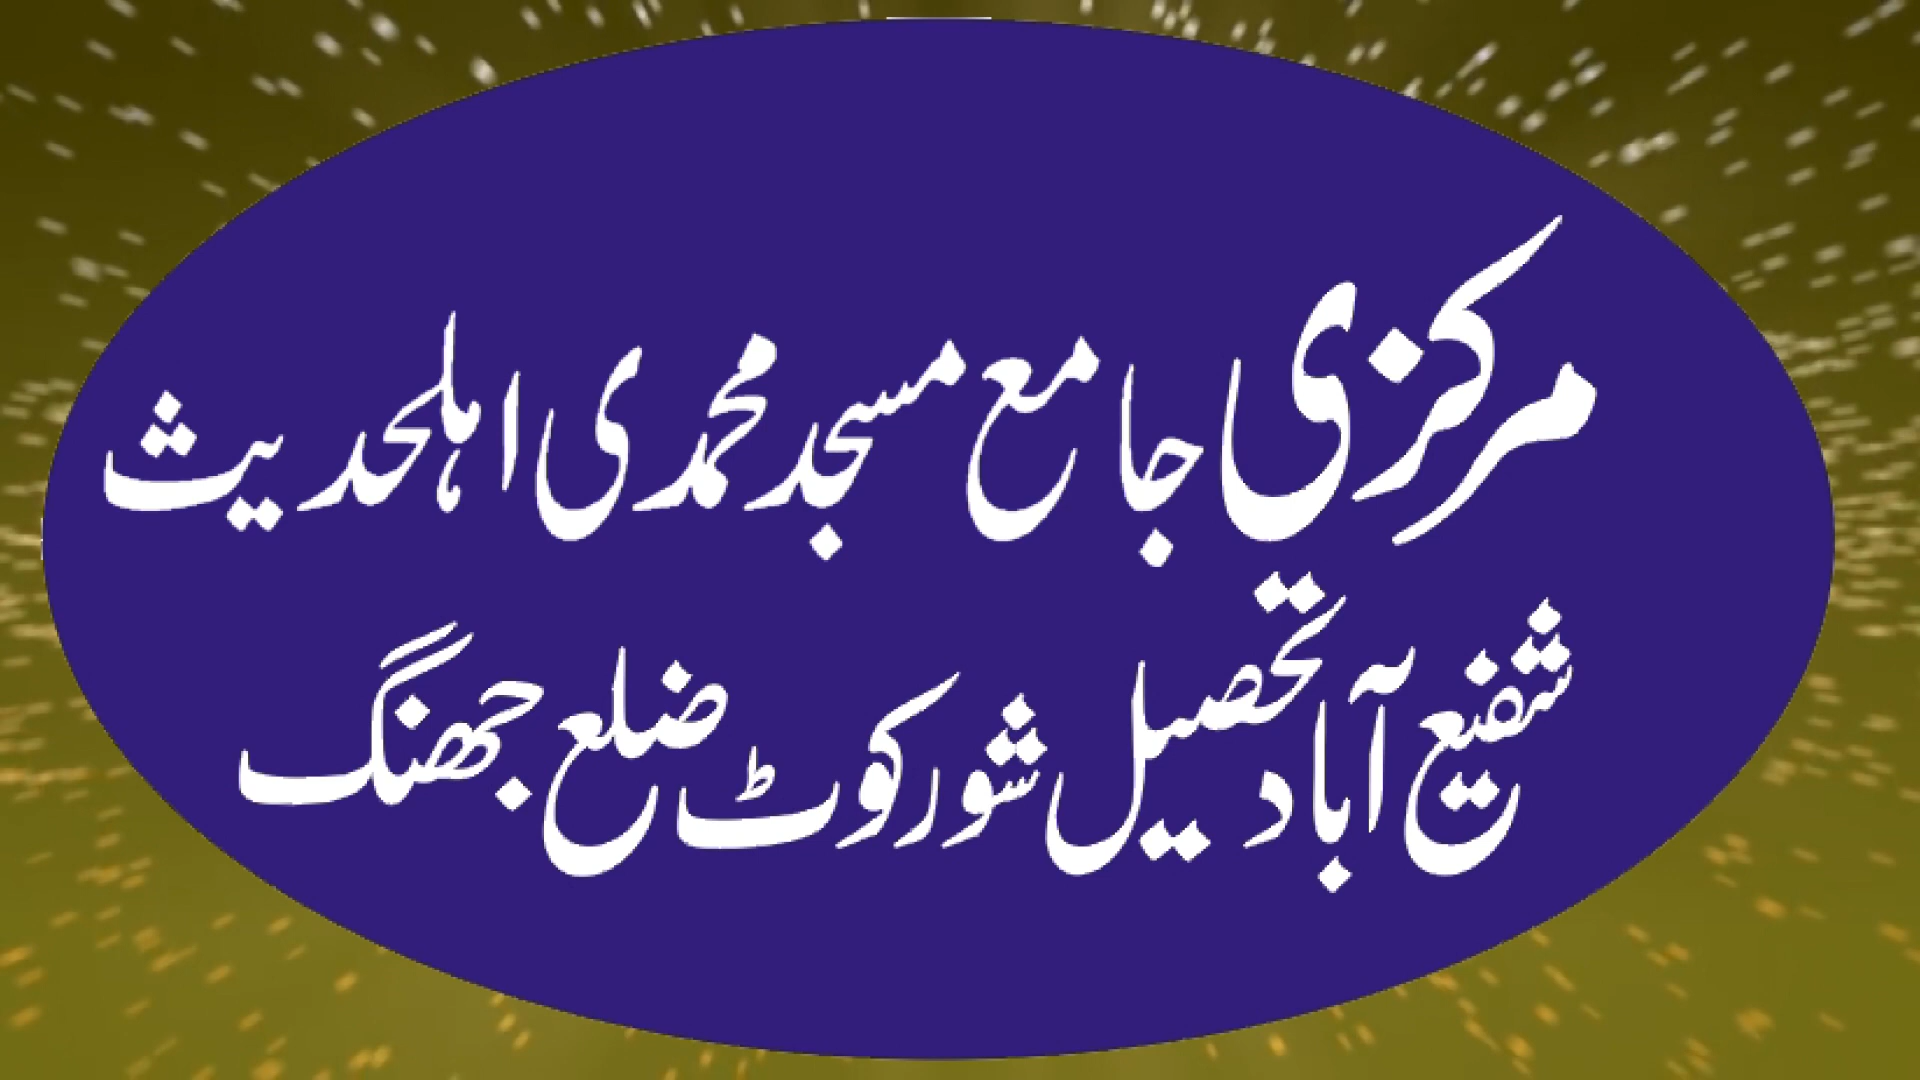 مرکزی جامع مسجد محمدی اہلحدیث
شفیع آباد تحصیل شورکوٹ ضلع جھنگ